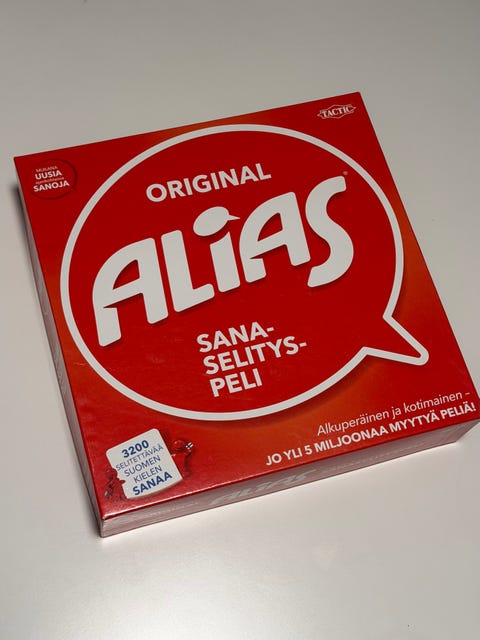 TACTIC
MUKANA
UUSIA
SANOJA
ORIGINAL
ALiAS
SANA-
SELITYS-
PELI
Alkuperäinen ja kotimainen –
JO YLI 5 MILJOONAA MYYTYÄ PELIÄ!
3200
SELITETTÄVÄÄ
SUOMEN
KIELEN
SANAA
ALiAS